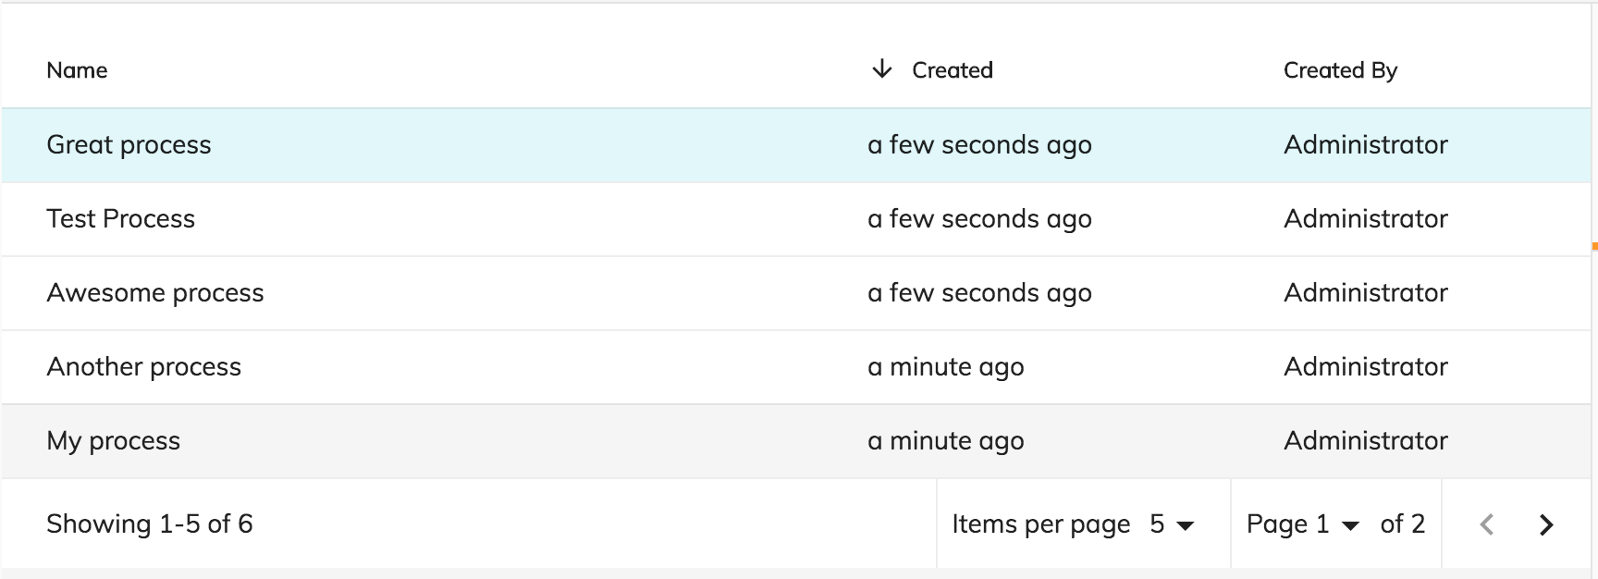 Name Created Created By
Great process a few seconds ago Administrator
Test Process a few seconds ago Administrator
Awesome process a few seconds ago Administrator
Another process a minute ago Administrator
My process a minute ago Administrator
Showing 1-5 of 6 Items per page 5 Page 1 of 2